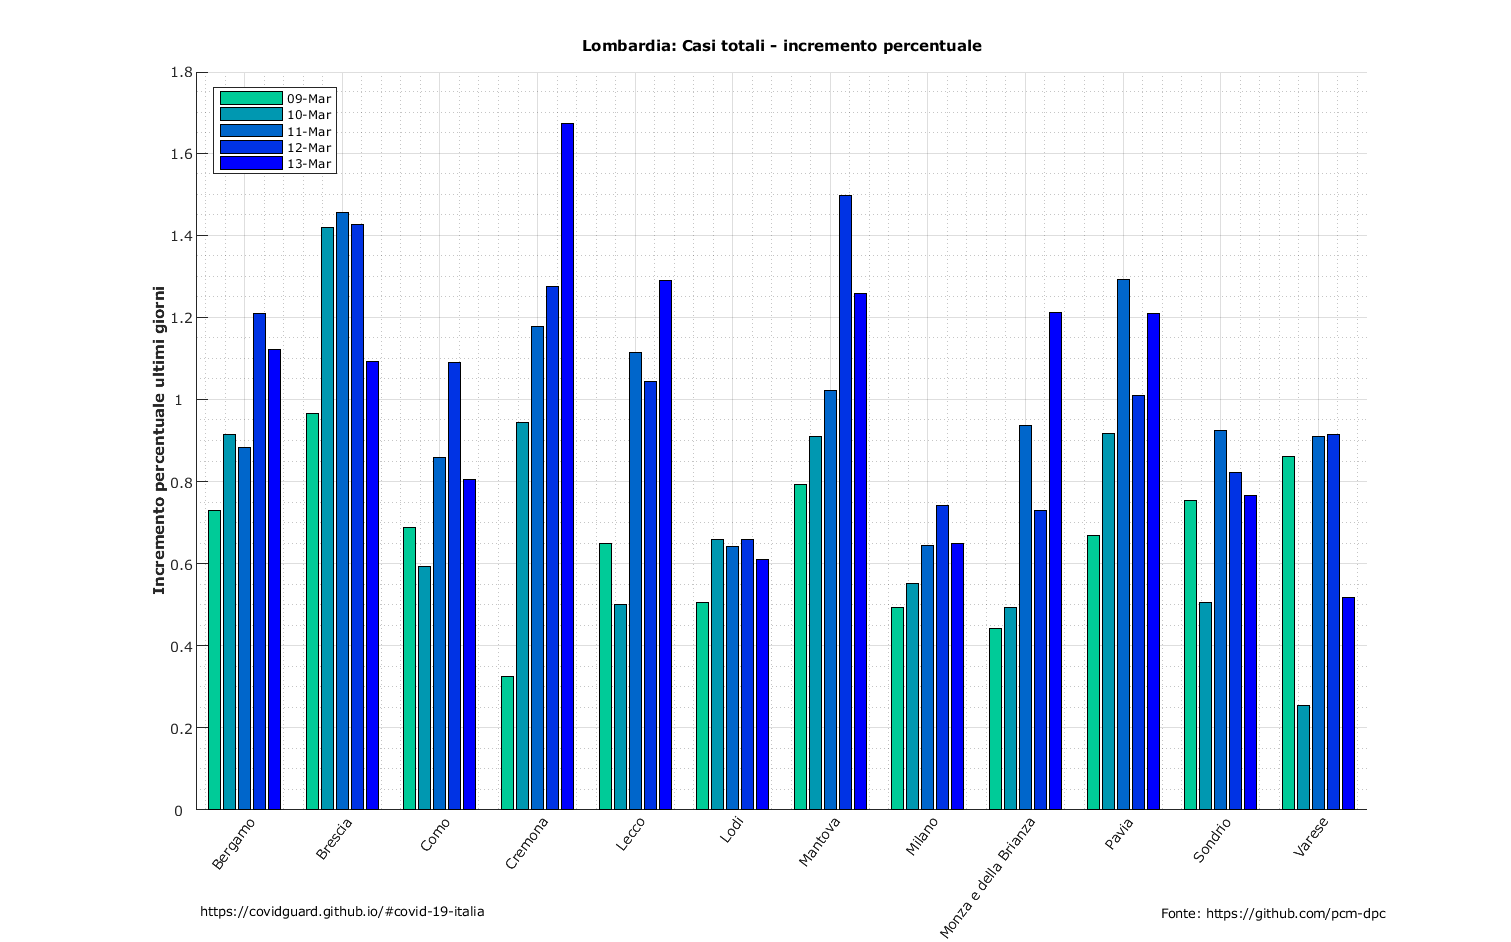 Lombardia: Casi totali - incremento percentuale
1.8
1.6
1.4
1.2
1
0.8
0.6
0.4
0.2
0
Incremento percentuale ultimi giorni
09-Mar
10-Mar
11-Mar
12-Mar
13-Mar
Bergamo
Brescia
Como
Cremona
Lecco
Lodi
Mantova
Milano
Monza e della Brianza
Pavia
Sondrio
Varese
https://covidguard.github.io/#covid-19-italia
Fonte: https://github.com/pcm-dpc